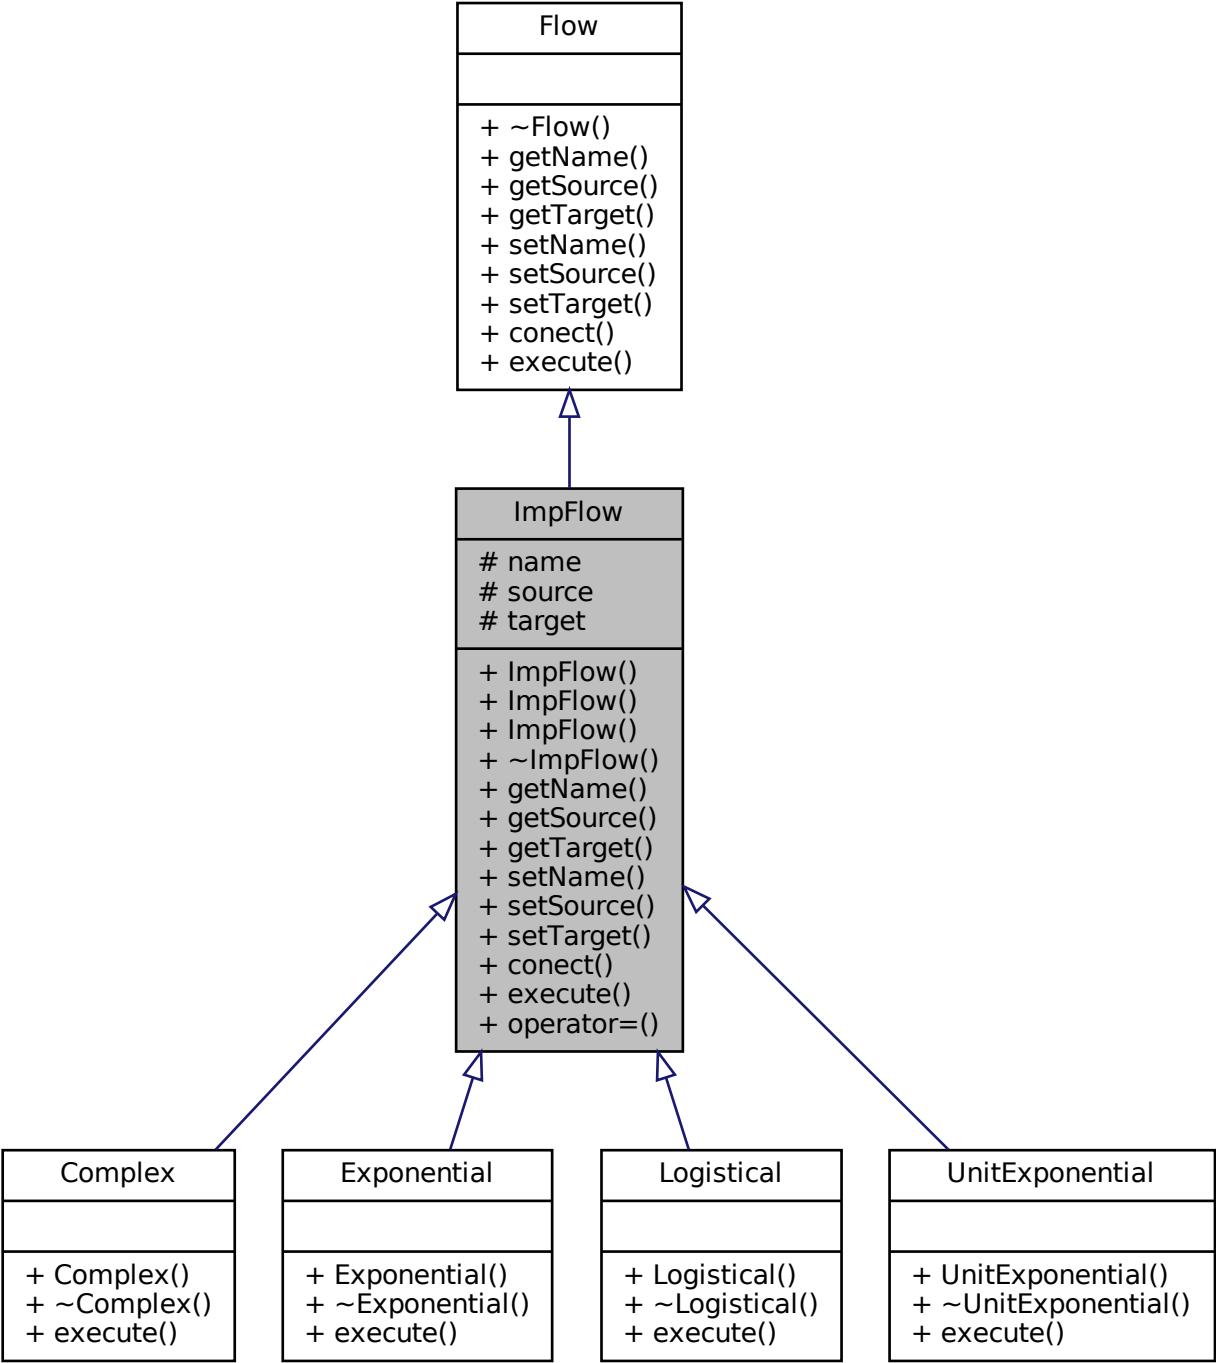 Flow
+ ~Flow()
+ getName()
+ getSource()
+ getTarget()
+ setName()
+ setSource()
+ setTarget()
+ conect()
+ execute()
ImpFlow
# name
# source
# target
+ ImpFlow()
+ ImpFlow()
+ ImpFlow()
+ ~ImpFlow()
+ getName()
+ getSource()
+ getTarget()
+ setName()
+ setSource()
+ setTarget()
+ conect()
+ execute()
+ operator=()
Complex
+ Complex()
+ ~Complex()
+ execute()
Exponential
+ Exponential()
+ ~Exponential()
+ execute()
Logistical
+ Logistical()
+ ~Logistical()
+ execute()
UnitExponential
+ UnitExponential()
+ ~UnitExponential()
+ execute()